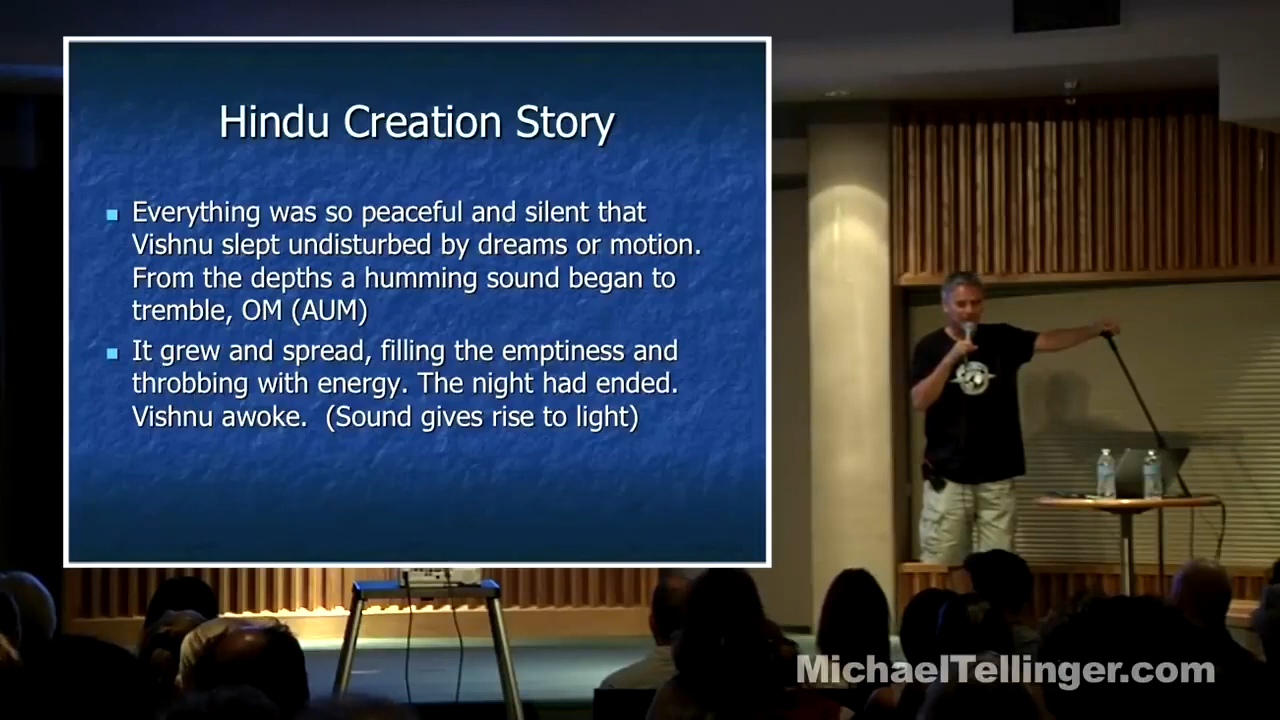 Hindu Creation Story
Everything was so peaceful and silent that
Vishnu slept undisturbed by dreams or motion.
From the depths a humming sound began to
tremble, OM (AUM)
It grew and spread, filling the emptiness and
throbbing with energy. The night had ended.
Vishnu awoke.  (Sound gives rise to light)
MichaelTellinger.com